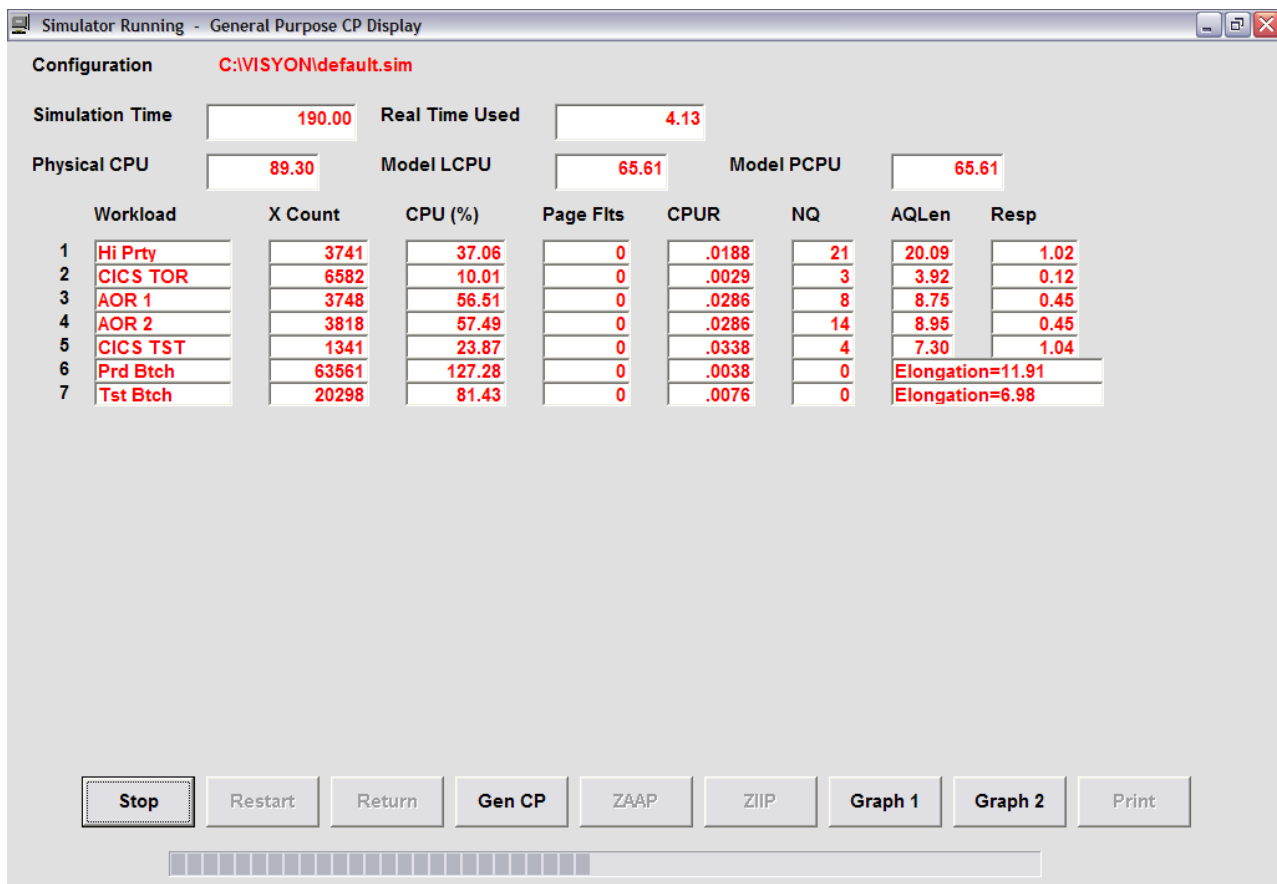 Simulator Running - General Purpose CP Display
Configuration C:\VISYON\default.sim
Simulation Time 190.00 Real Time Used 4.13
Physical CPU 89.30 Model LCPU 65.61 Model PCPU 65.61
Workload X Count CPU (%) Page Flts CPUR NQ AQLen Resp
1 Hi Prty 3741 37.06 0 .0188 21 20.09 1.02
2 CICS TOR 6582 10.01 0 .0029 3 3.92 0.12
3 AOR 1 3748 56.51 0 .0286 8 8.75 0.45
4 AOR 2 3818 57.49 0 .0286 14 8.95 0.45
5 CICS TST 1341 23.87 0 .0338 4 7.30 1.04
6 Prd Btch 63561 127.28 0 .0038 0 Elongation=11.91
7 Tst Btch 20298 81.43 0 .0076 0 Elongation=6.98
Stop Restart Return Gen CP ZAAP ZIIP Graph 1 Graph 2 Print